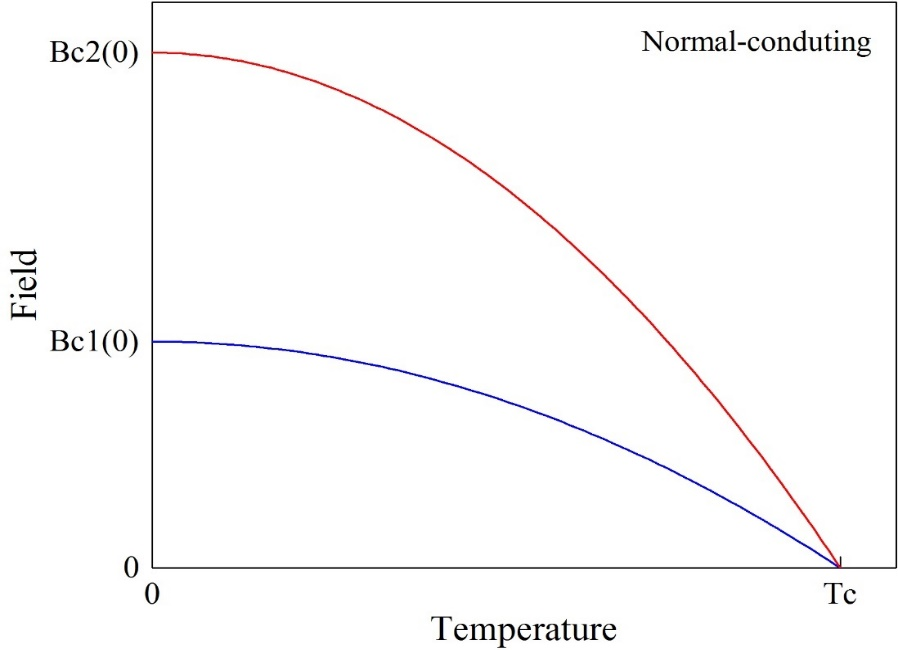 Bc2(0)
Normal-conduting
Field
Bc1(0)
0
0
Tc
Temperature